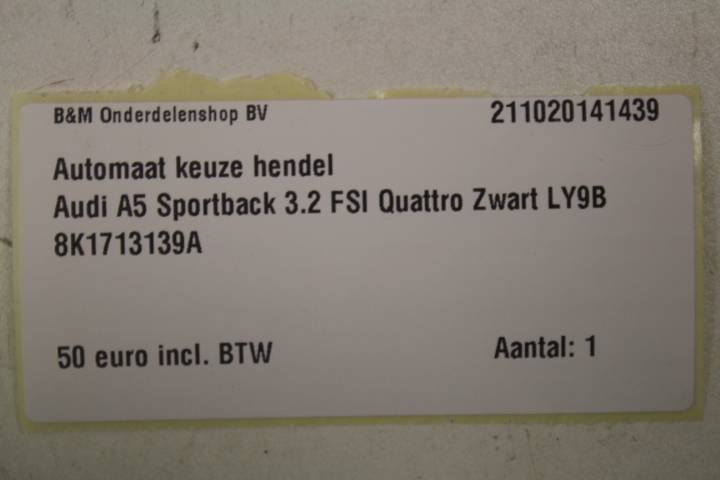 B&M Onderdelenshop BV 211020141439
Automaat keuze hendel
Audi A5 Sportback 3.2 FSI Quattro Zwart LY9B
8K1713139A
50 euro incl. BTW Aantal: 1